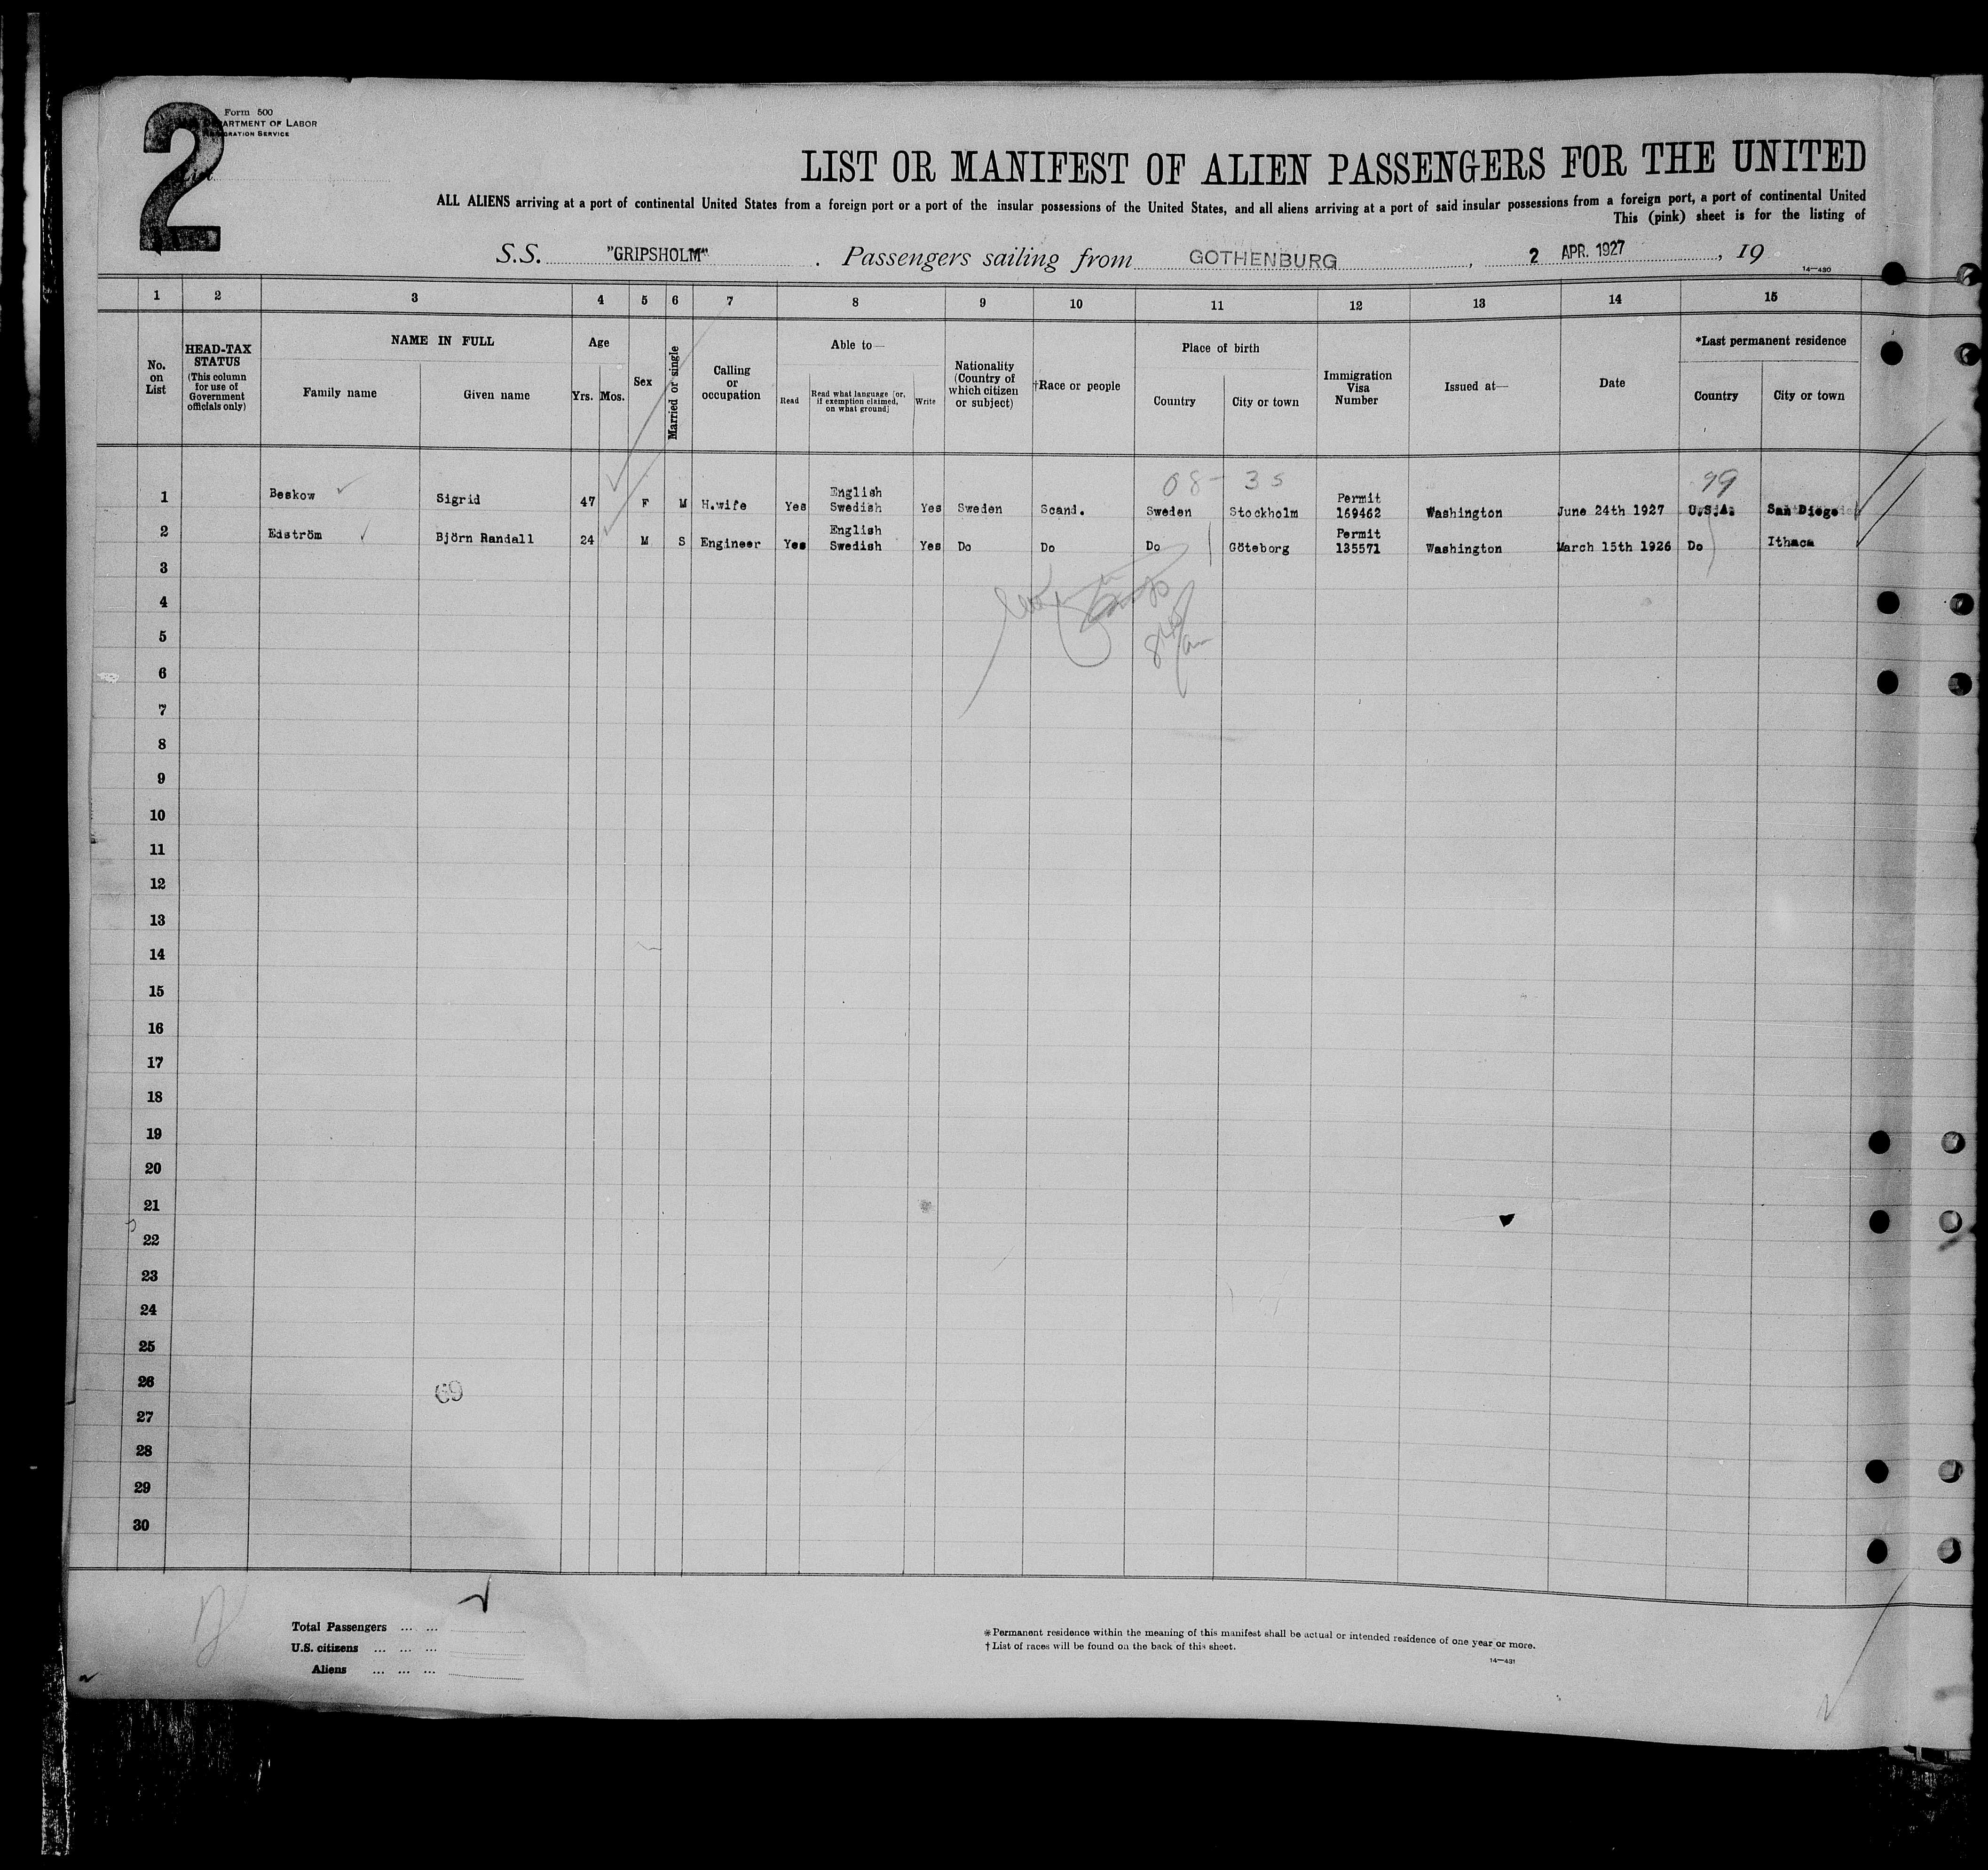 2
Form 500
DEPARTMENT OF LABOR
IMMIGRATION SERVICE
List
LIST OR MANIFEST OF ALIEN PASSENGERS FOR THE UNITED
ALL ALIENS arriving at a port of continental United States from a foreign port or a port of the insular possessions of the United States, and all aliens arriving at a port of said insular possessions from a foreign port, a port of continental United
This (pink) sheet is for the listing of
S.S. "GRIPSHOLM" . Passengers sailing from GOTHENBURG , 2 APR. 1927 , 19
14—430
1 2 3 4 5 6 7 8 9 10 11 12 13 14 15
No. on List
HEAD-TAX STATUS
(This column for use of Government officials only)
NAME IN FULL
Family name Given name
Age
Yrs. Mos.
Sex
Married or single
Calling or occupation
Able to—
Read Read what language [or, if exemption claimed, on what ground] Write
Nationality (Country of which citizen or subject)
†Race or people
Place of birth
Country City or town
Immigration Visa Number
Issued at—
Date
*Last permanent residence
Country City or town
08- 35 99
1 Beskow Sigrid 47 F M H.wife Yes English Swedish Yes Sweden Scand. Sweden Stockholm Permit 169462 Washington June 24th 1927 U.S.A. San Diego
2 Edström Björn Randall 24 M S Engineer Yes English Swedish Yes Do Do Do Göteborg Permit 135571 Washington March 15th 1926 Do Ithaca
3
4
5
6
7
8
9
10
11
12
13
14
15
16
17
18
19
20
21
22
23
24
25
26
69
27
28
29
30
Total Passengers ... ...
U.S. citizens ... ... ...
Aliens ... ... ...
* Permanent residence within the meaning of this manifest shall be actual or intended residence of one year or more.
† List of races will be found on the back of this sheet.
14—431